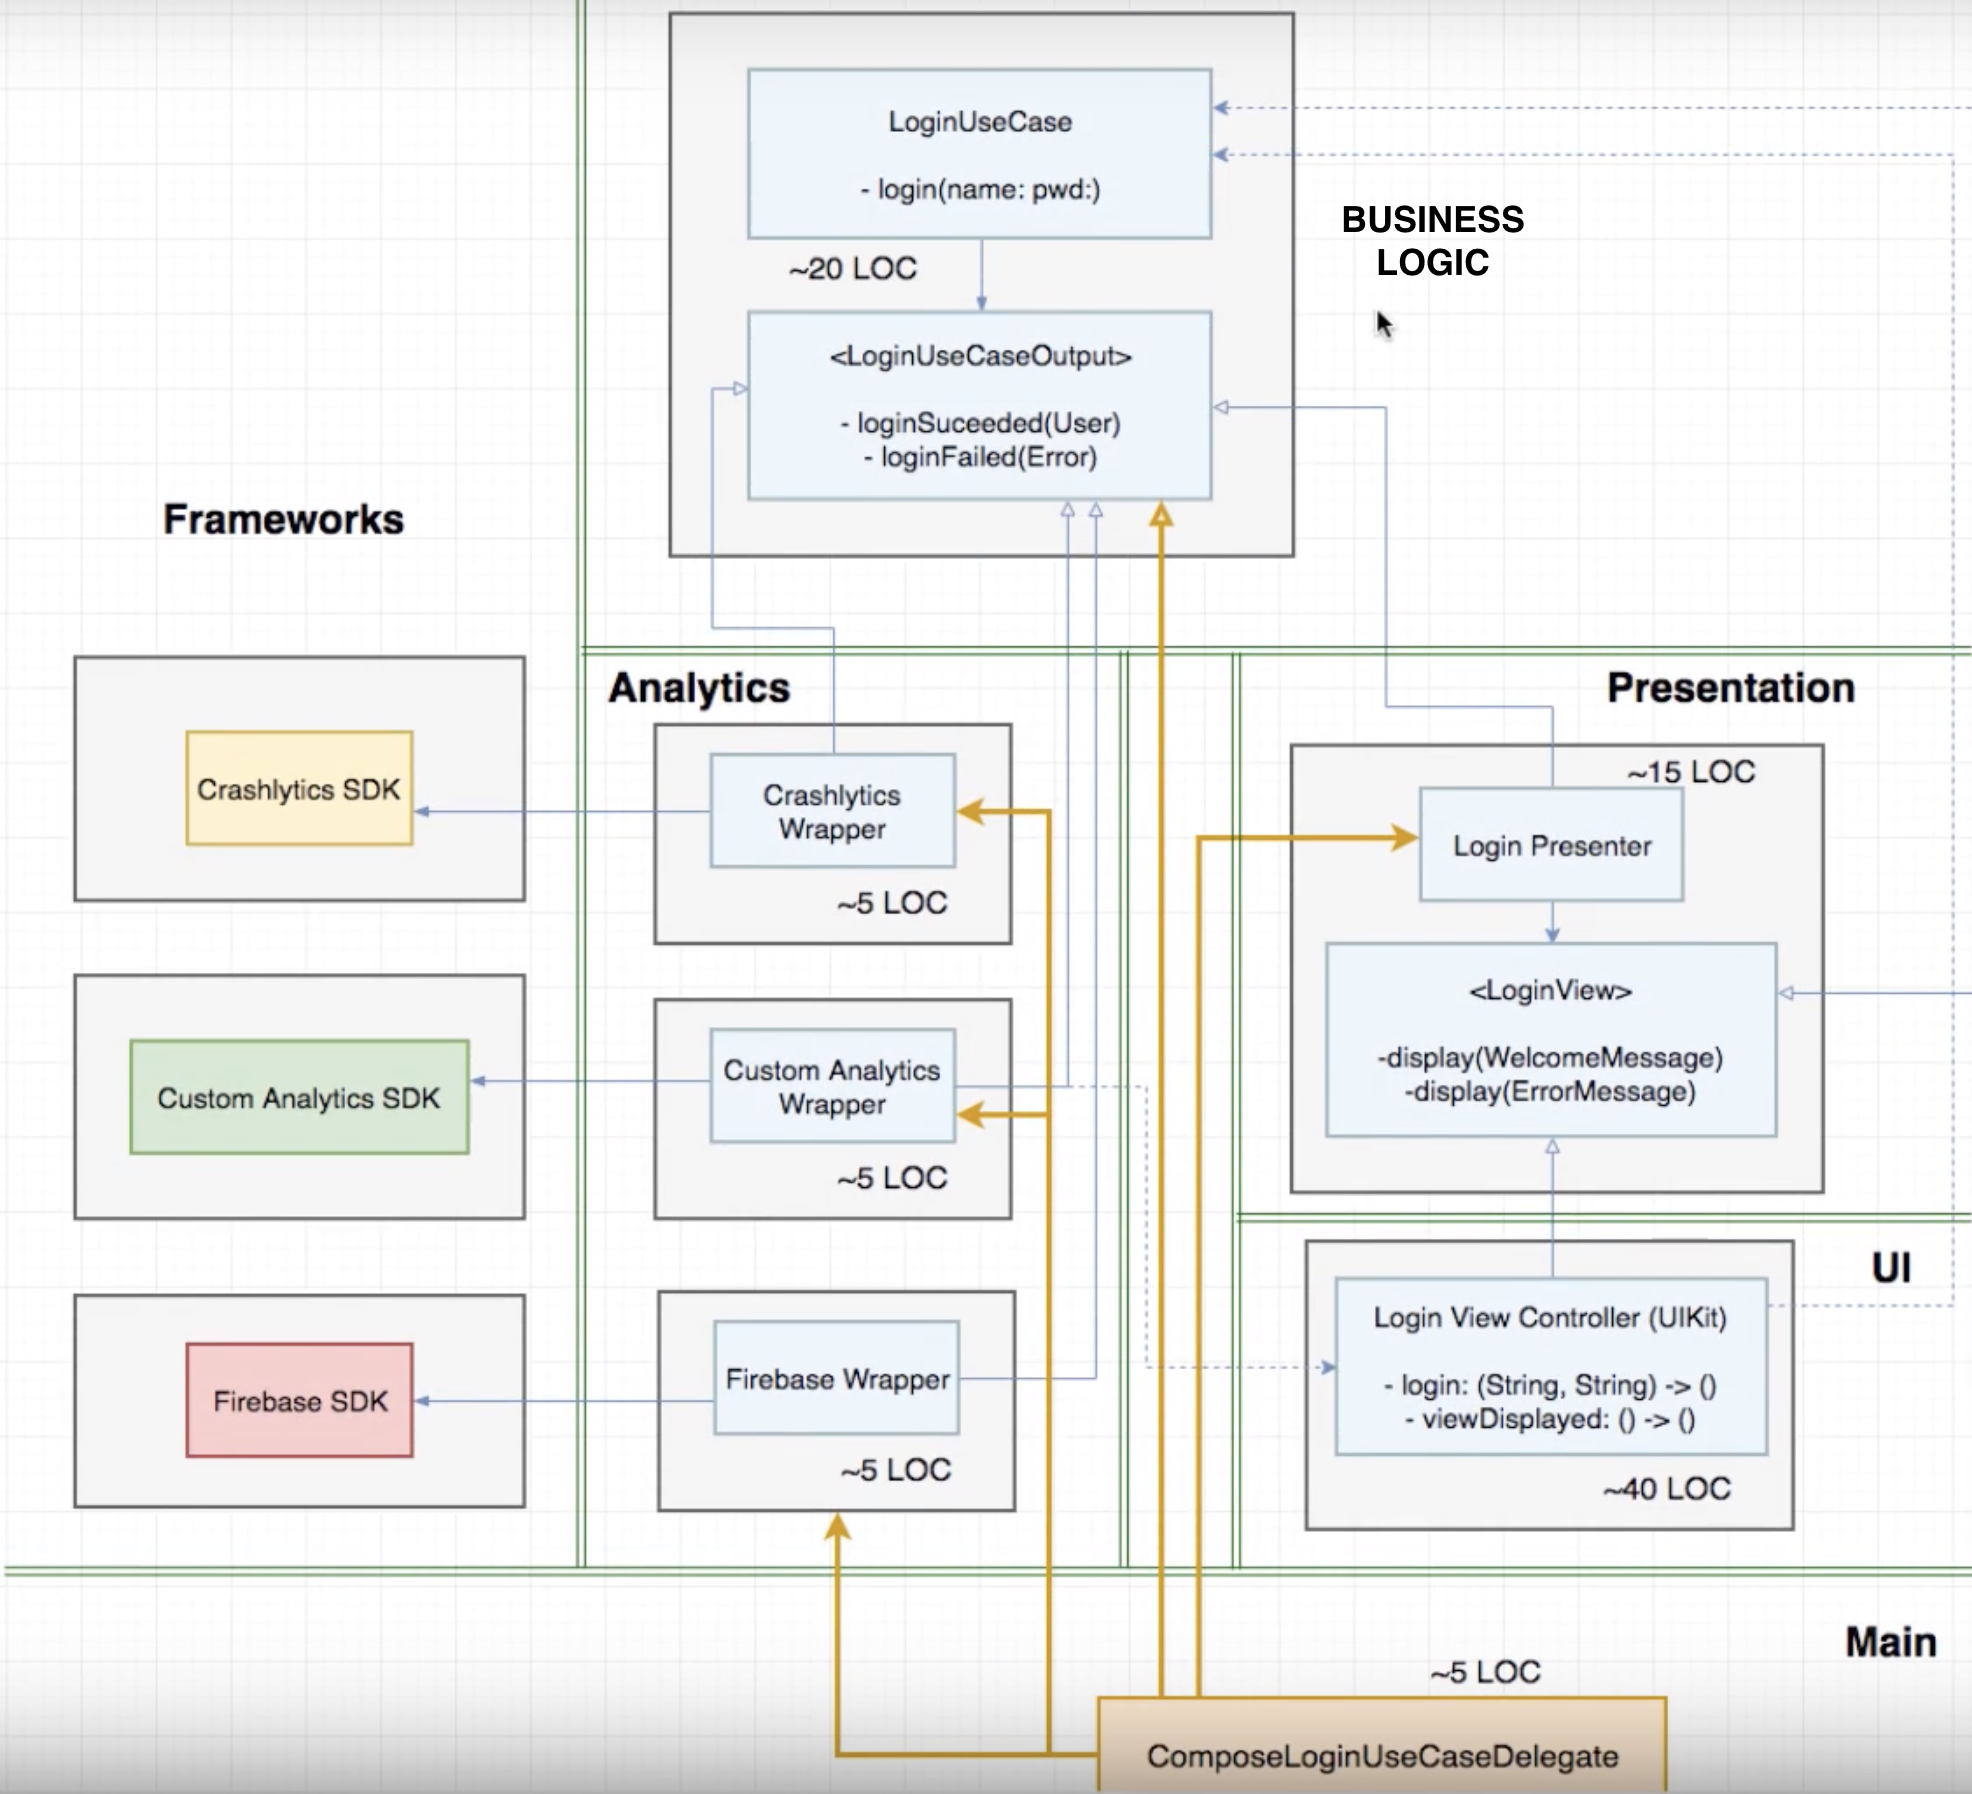 LoginUseCase
- login(name: pwd:)
~20 LOC
BUSINESS
LOGIC
<LoginUseCaseOutput>
- loginSuceeded(User)
- loginFailed(Error)
Frameworks
Analytics
Presentation
Crashlytics SDK
Crashlytics
Wrapper
~5 LOC
~15 LOC
Login Presenter
<LoginView>
-display(WelcomeMessage)
-display(ErrorMessage)
Custom Analytics SDK
Custom Analytics
Wrapper
~5 LOC
UI
Login View Controller (UIKit)
- login: (String, String) -> ()
- viewDisplayed: () -> ()
~40 LOC
Firebase SDK
Firebase Wrapper
~5 LOC
Main
~5 LOC
ComposeLoginUseCaseDelegate